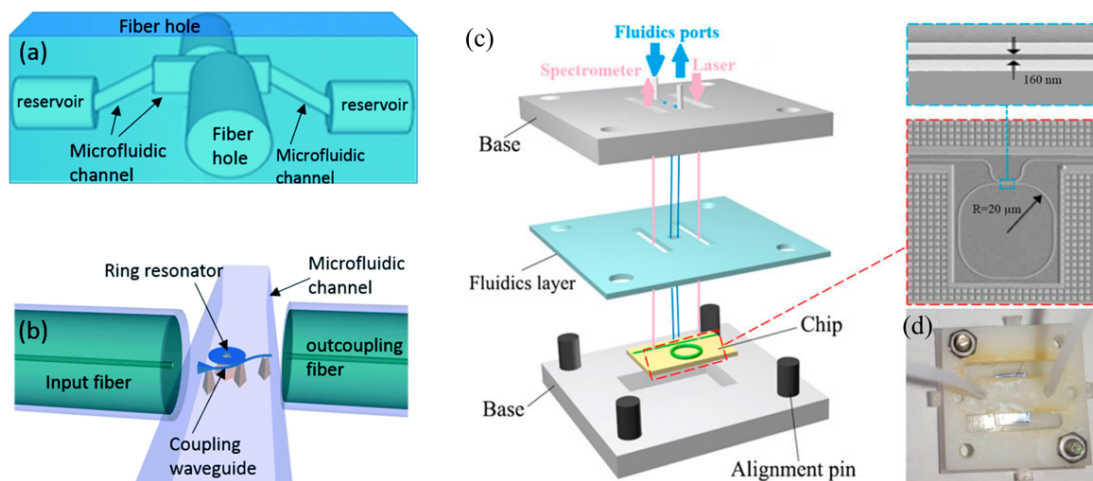 (a)
Fiber hole
reservoir
reservoir
Fiber
hole
Microfluidic
channel
Microfluidic
channel
(b)
Ring resonator
Microfluidic
channel
Input fiber
outcoupling
fiber
Coupling
waveguide
(c)
Fluidics ports
Spectrometer
Laser
Base
Fluidics layer
Chip
Base
Alignment pin
160 nm
R=20 µm
(d)